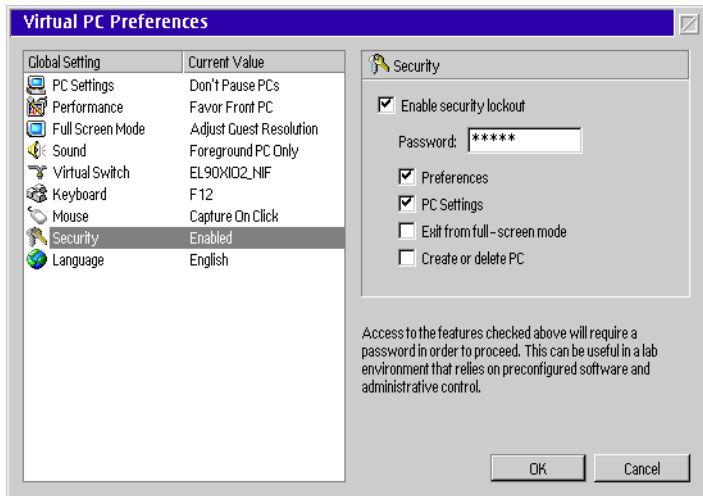 Virtual PC Preferences
Global Setting Current Value
PC Settings Don't Pause PCs
Performance Favor Front PC
Full Screen Mode Adjust Guest Resolution
Sound Foreground PC Only
Virtual Switch EL90XIO2_NIF
Keyboard F12
Mouse Capture On Click
Security Enabled
Language English
Security
Enable security lockout
Password: *****
Preferences
PC Settings
Exit from full-screen mode
Create or delete PC
Access to the features checked above will require a
password in order to proceed. This can be useful in a lab
environment that relies on preconfigured software and
administrative control.
OK Cancel